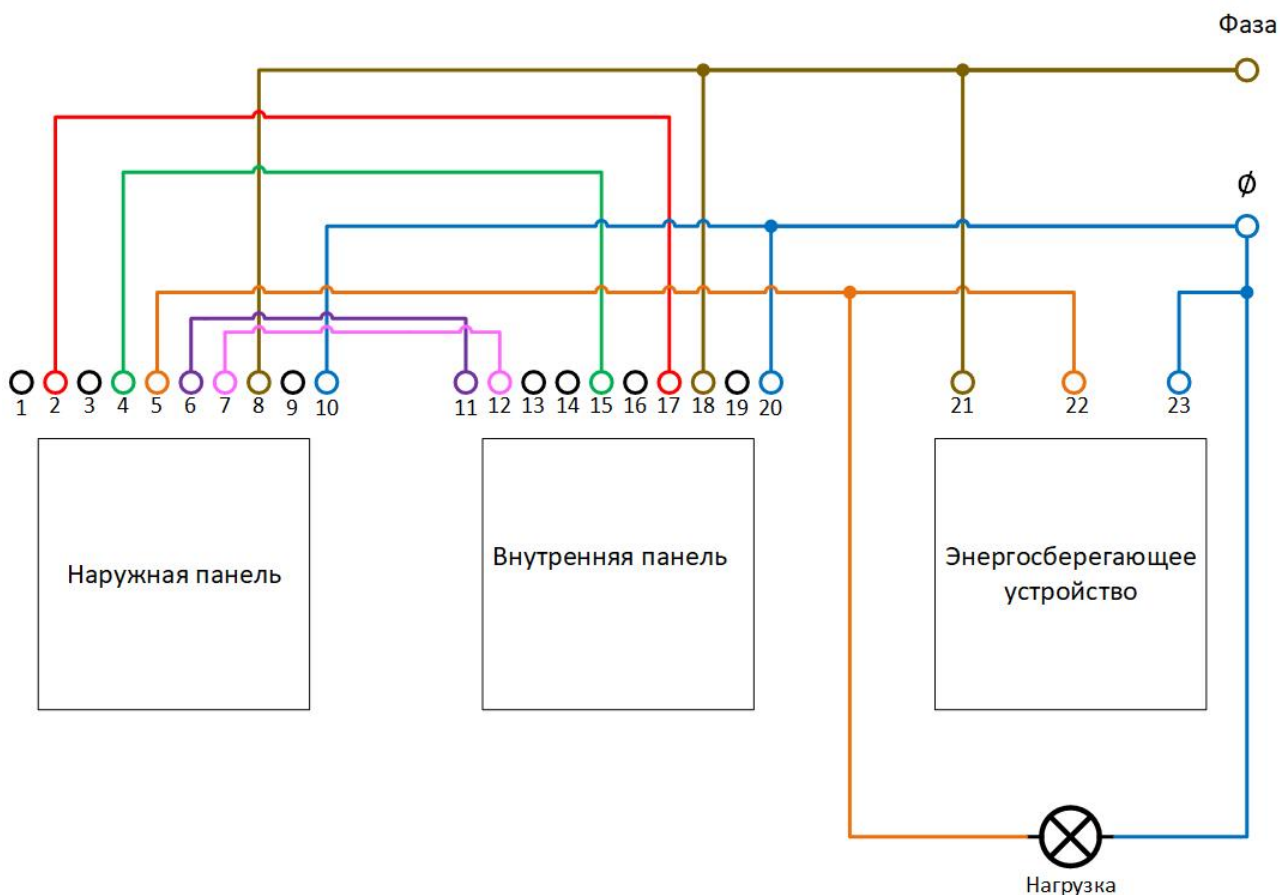 Фаза
Ø
1 2 3 4 5 6 7 8 9 10 11 12 13 14 15 16 17 18 19 20 21 22 23
Наружная панель
Внутренняя панель
Энергосберегающее
устройство
Нагрузка